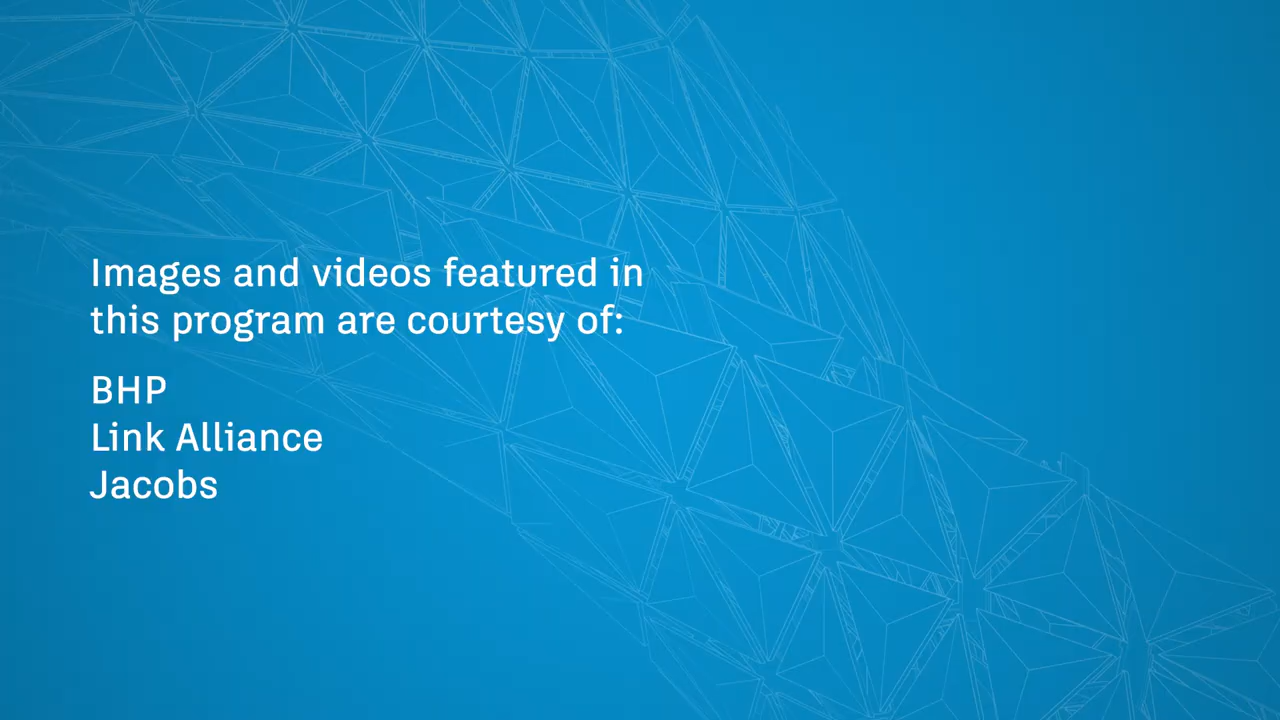 Images and videos featured in
this program are courtesy of:
BHP
Link Alliance
Jacobs